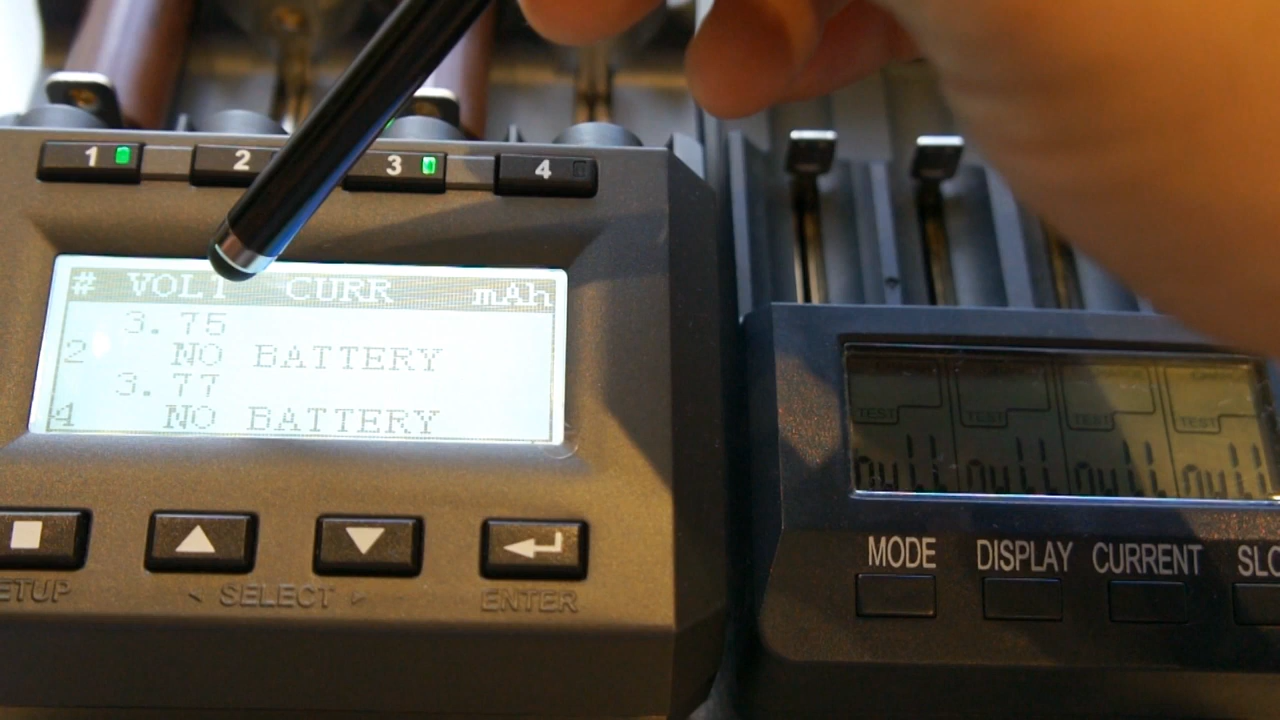 1 2 3 4
# VOLT CURR mAh
3.75
2 NO BATTERY
3.77
4 NO BATTERY
SELECT
ENTER
TEST TEST TEST TEST
null null null null
MODE DISPLAY CURRENT